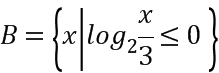 B = {x | log₂ x/3 ≤ 0 }